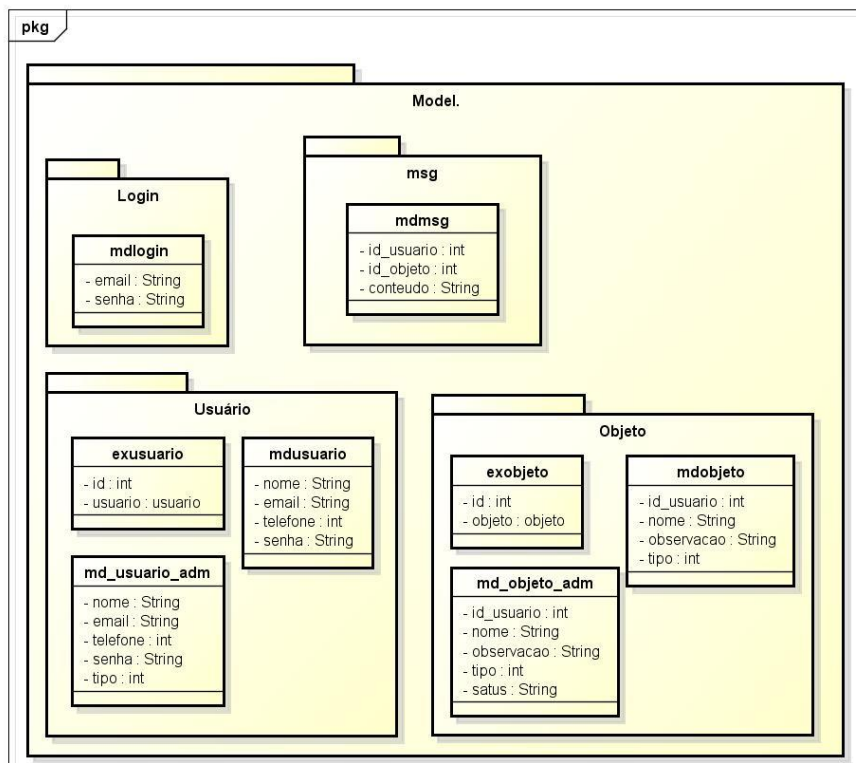 pkg
Model.
Login
mdlogin
- email : String
- senha : String
msg
mdmsg
- id_usuario : int
- id_objeto : int
- conteudo : String
Usuário
exusuario
- id : int
- usuario : usuario
mdusuario
- nome : String
- email : String
- telefone : int
- senha : String
md_usuario_adm
- nome : String
- email : String
- telefone : int
- senha : String
- tipo : int
Objeto
exobjeto
- id : int
- objeto : objeto
mdobjeto
- id_usuario : int
- nome : String
- observacao : String
- tipo : int
md_objeto_adm
- id_usuario : int
- nome : String
- observacao : String
- tipo : int
- satus : String